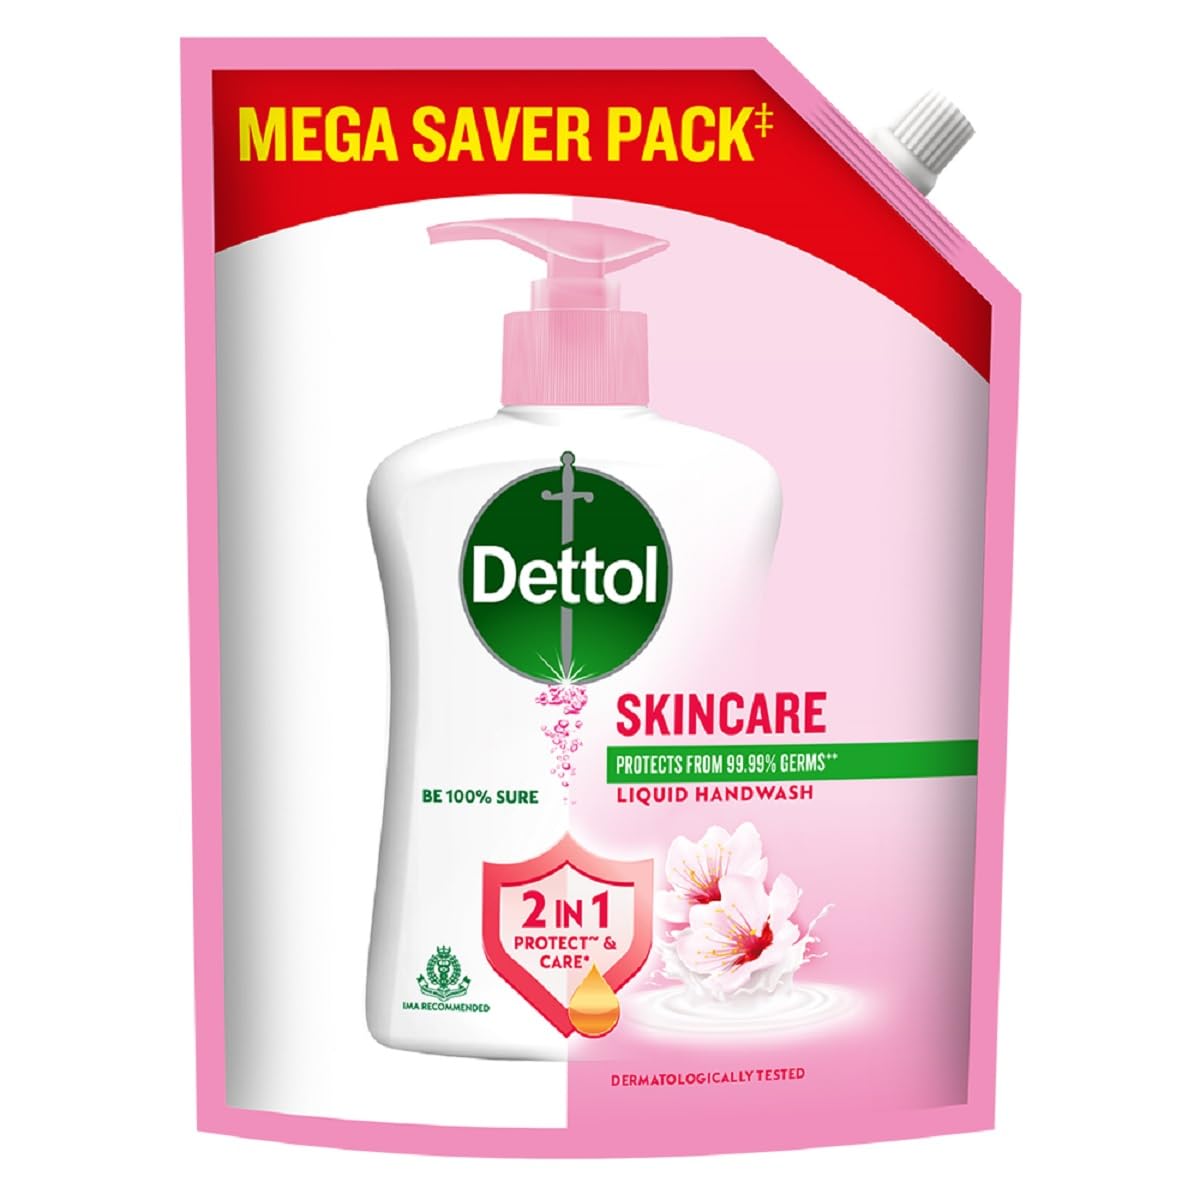 MEGA SAVER PACK‡
Dettol
SKINCARE
PROTECTS FROM 99.99% GERMS++
LIQUID HANDWASH
BE 100% SURE
2 IN 1
PROTECT~ &
CARE*
IMA RECOMMENDED
DERMATOLOGICALLY TESTED